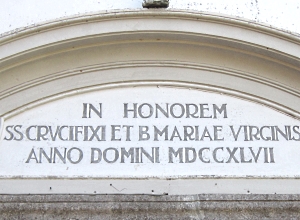 IN HONOREM
SS CRVCIFIXI ET B MARIAE VIRGINIS
ANNO DOMINI MDCCXLVII